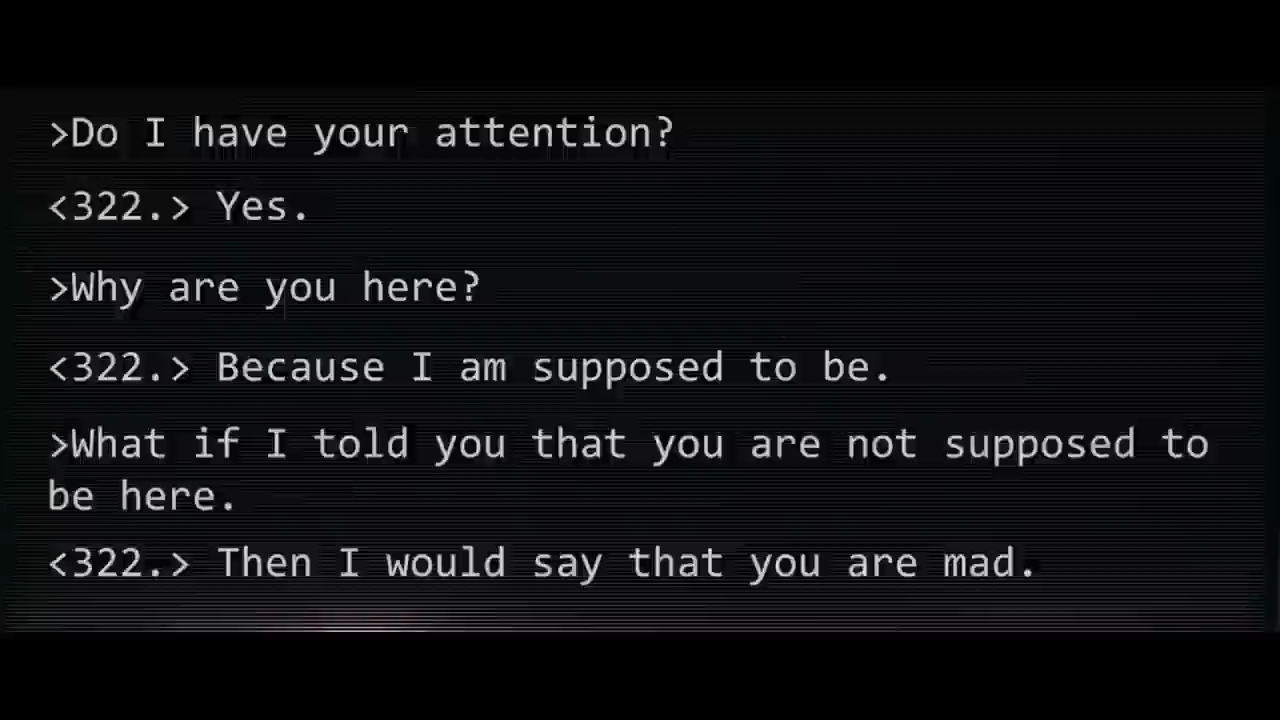 >Do I have your attention?
<322.> Yes.
>Why are you here?
<322.> Because I am supposed to be.
>What if I told you that you are not supposed to
be here.
<322.> Then I would say that you are mad.